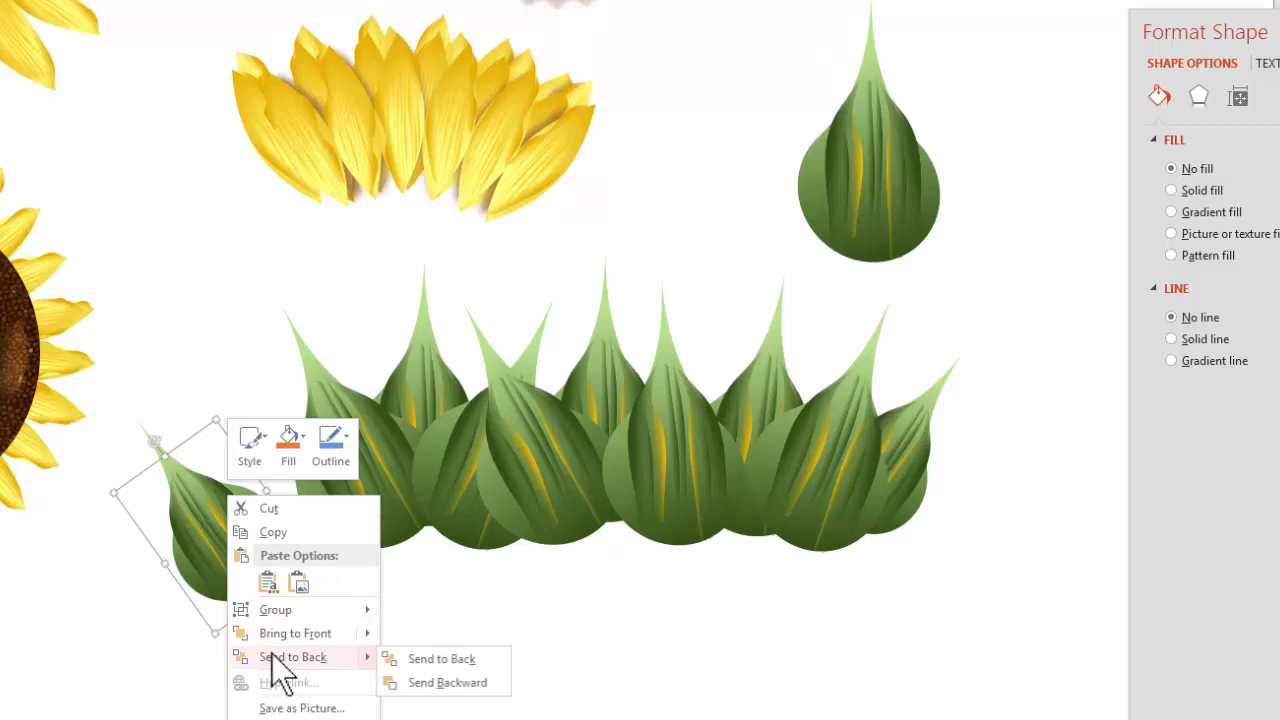 Format Shape
SHAPE OPTIONS
TEXT
FILL
No fill
Solid fill
Gradient fill
Picture or texture fi
Pattern fill
LINE
No line
Solid line
Gradient line
Style
Fill
Outline
Cut
Copy
Paste Options:
Group
Bring to Front
Send to Back
Send to Back
Send Backward
Hyperlink...
Save as Picture...